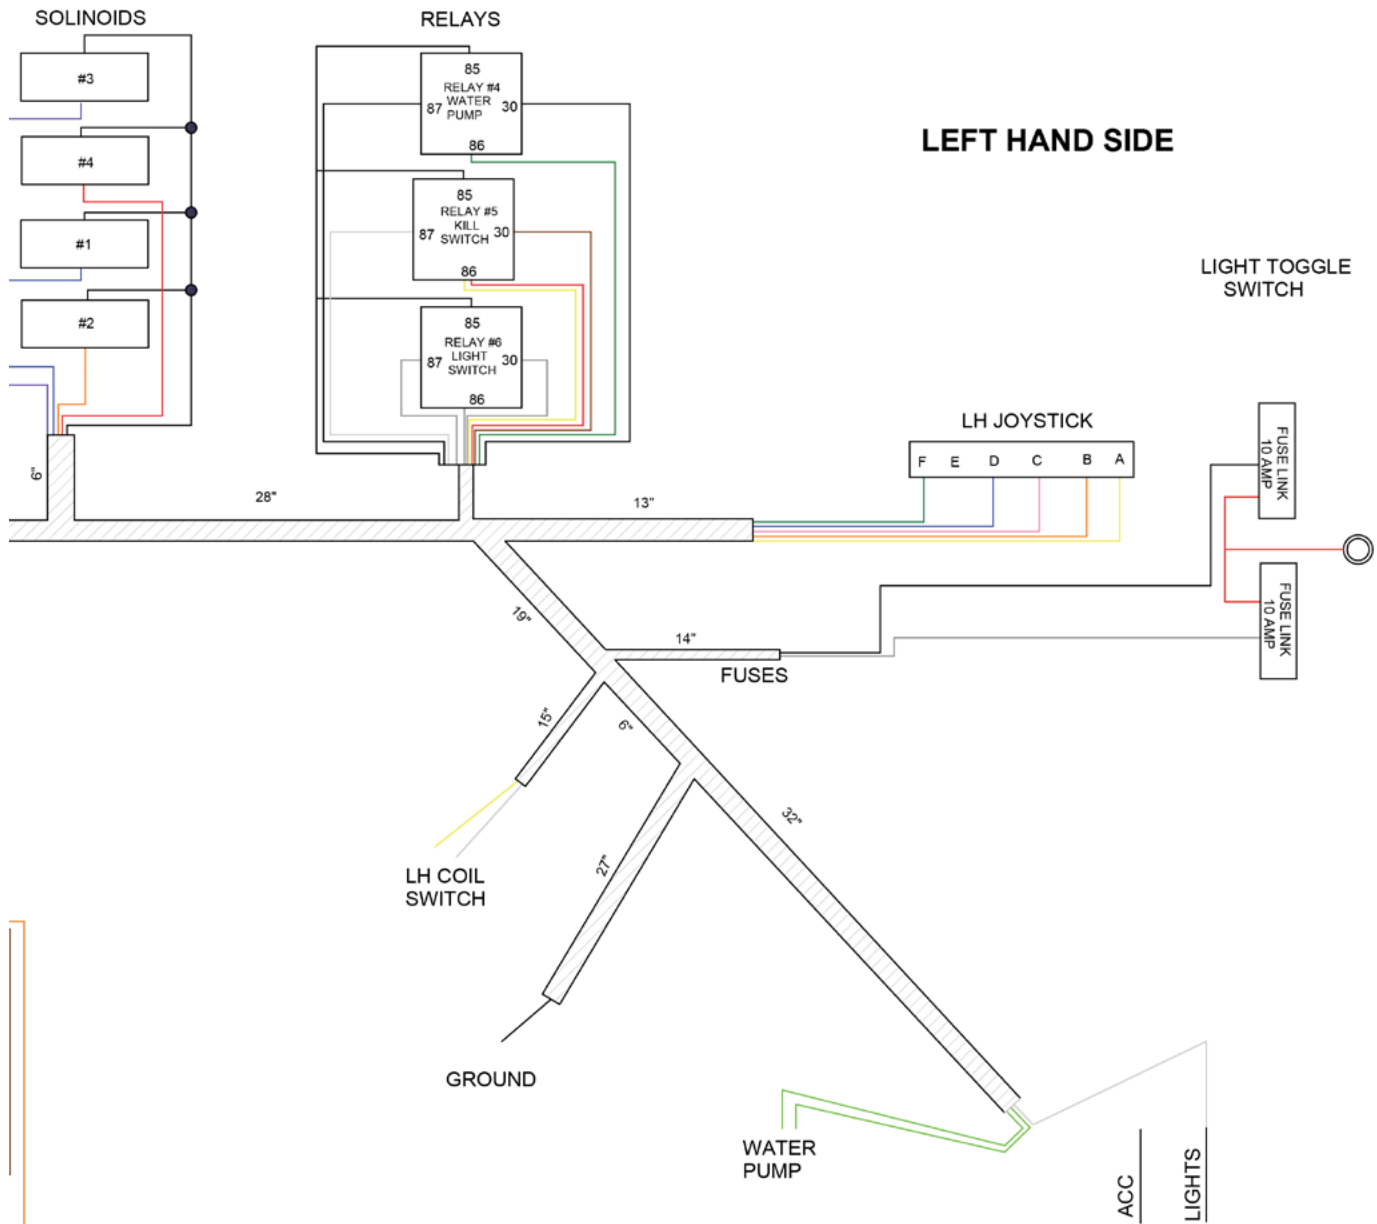 SOLINOIDS
#3
#4
#1
#2
6"
28"
RELAYS
85
RELAY #4
87 WATER 30
PUMP
86
85
RELAY #5
87 KILL 30
SWITCH
86
85
RELAY #6
87 LIGHT 30
SWITCH
86
LEFT HAND SIDE
LIGHT TOGGLE
SWITCH
13"
LH JOYSTICK
F E D C B A
FUSE LINK
10 AMP
FUSE LINK
10 AMP
19"
14"
FUSES
15"
6"
LH COIL
SWITCH
27"
32"
GROUND
WATER
PUMP
ACC
LIGHTS